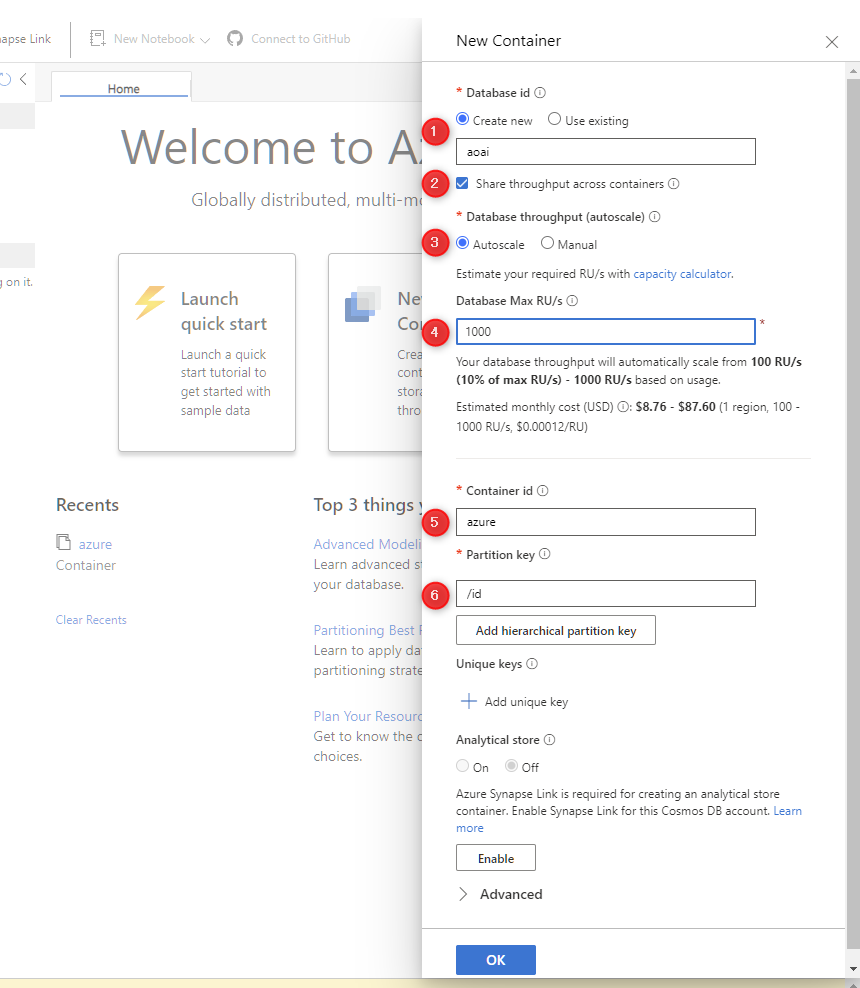 apse Link
New Notebook
Connect to GitHub
Home
Welcome to Az
Globally distributed, multi-mo
g on it.
Launch
quick start
Launch a quick
start tutorial to
get started with
sample data
Ne
Co
Crea
cont
stora
thro
Recents
azure
Container
Clear Recents
Top 3 things y
Advanced Modeli
Learn advanced st
your database.
Partitioning Best P
Learn to apply da
partitioning strate
Plan Your Resourc
Get to know the d
choices.
New Container
* Database id
1
Create new
Use existing
aoai
2
Share throughput across containers
* Database throughput (autoscale)
3
Autoscale
Manual
Estimate your required RU/s with capacity calculator.
Database Max RU/s
4
1000
*
Your database throughput will automatically scale from 100 RU/s
(10% of max RU/s) - 1000 RU/s based on usage.
Estimated monthly cost (USD) : $8.76 - $87.60 (1 region, 100 -
1000 RU/s, $0.00012/RU)
* Container id
5
azure
* Partition key
6
/id
Add hierarchical partition key
Unique keys
Add unique key
Analytical store
On
Off
Azure Synapse Link is required for creating an analytical store
container. Enable Synapse Link for this Cosmos DB account. Learn
more
Enable
Advanced
OK